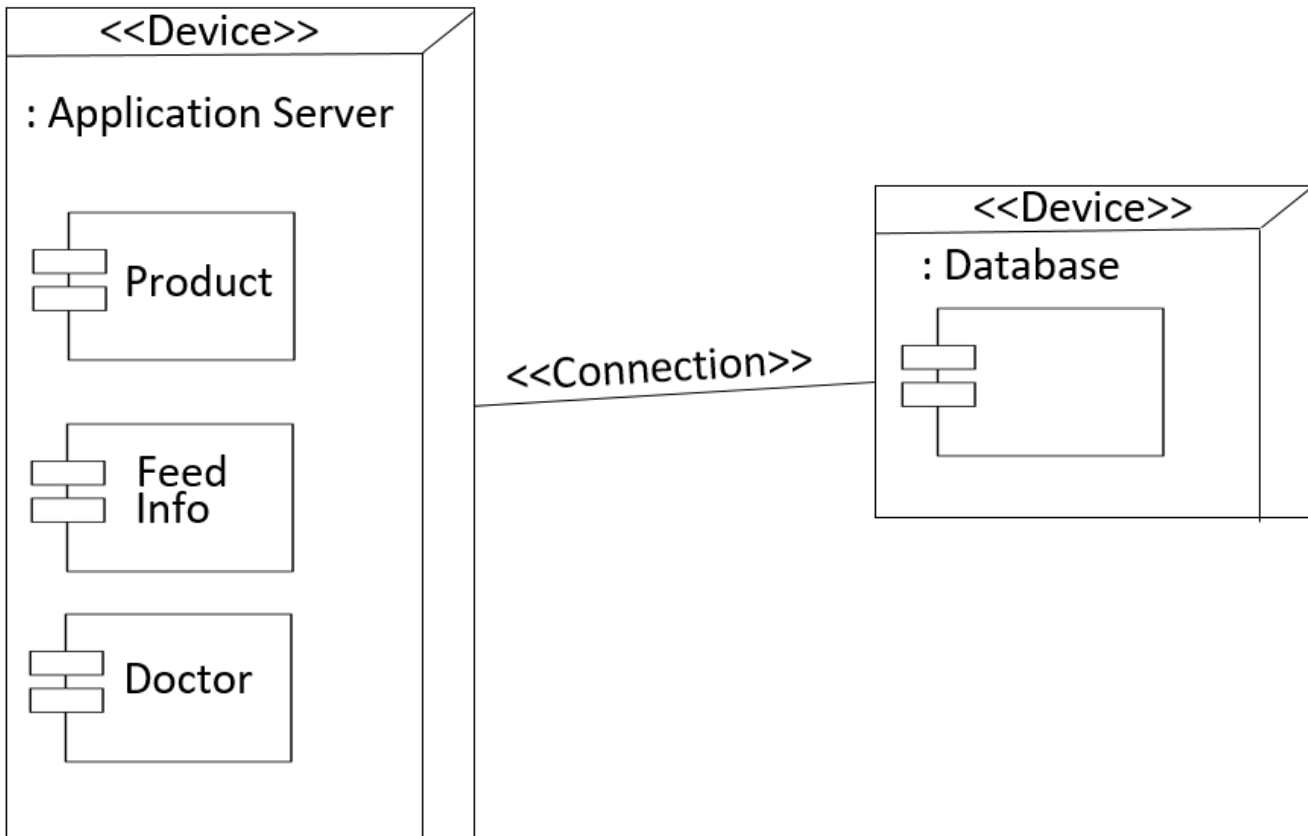 <<Device>>
: Application Server
Product
Feed
Info
Doctor
<<Connection>>
<<Device>>
: Database